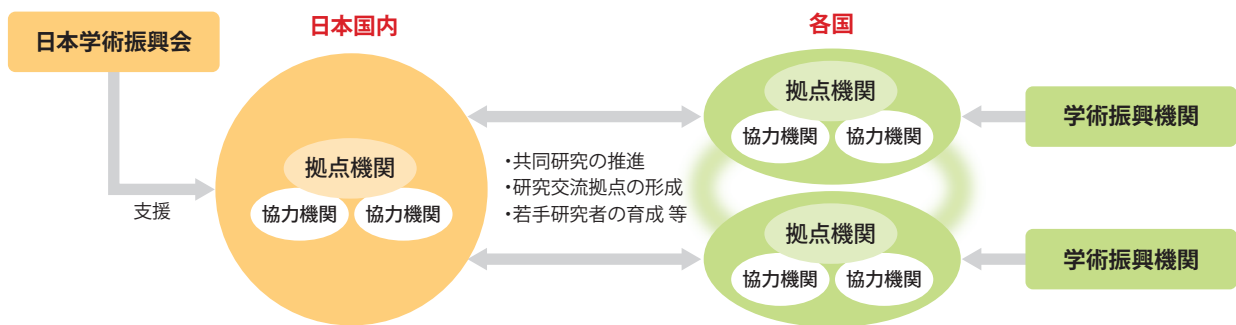 日本国内
各国
日本学術振興会
拠点機関
協力機関 協力機関
学術振興機関
拠点機関
協力機関 協力機関
支援
・共同研究の推進
・研究交流拠点の形成
・若手研究者の育成 等
拠点機関
協力機関 協力機関
学術振興機関